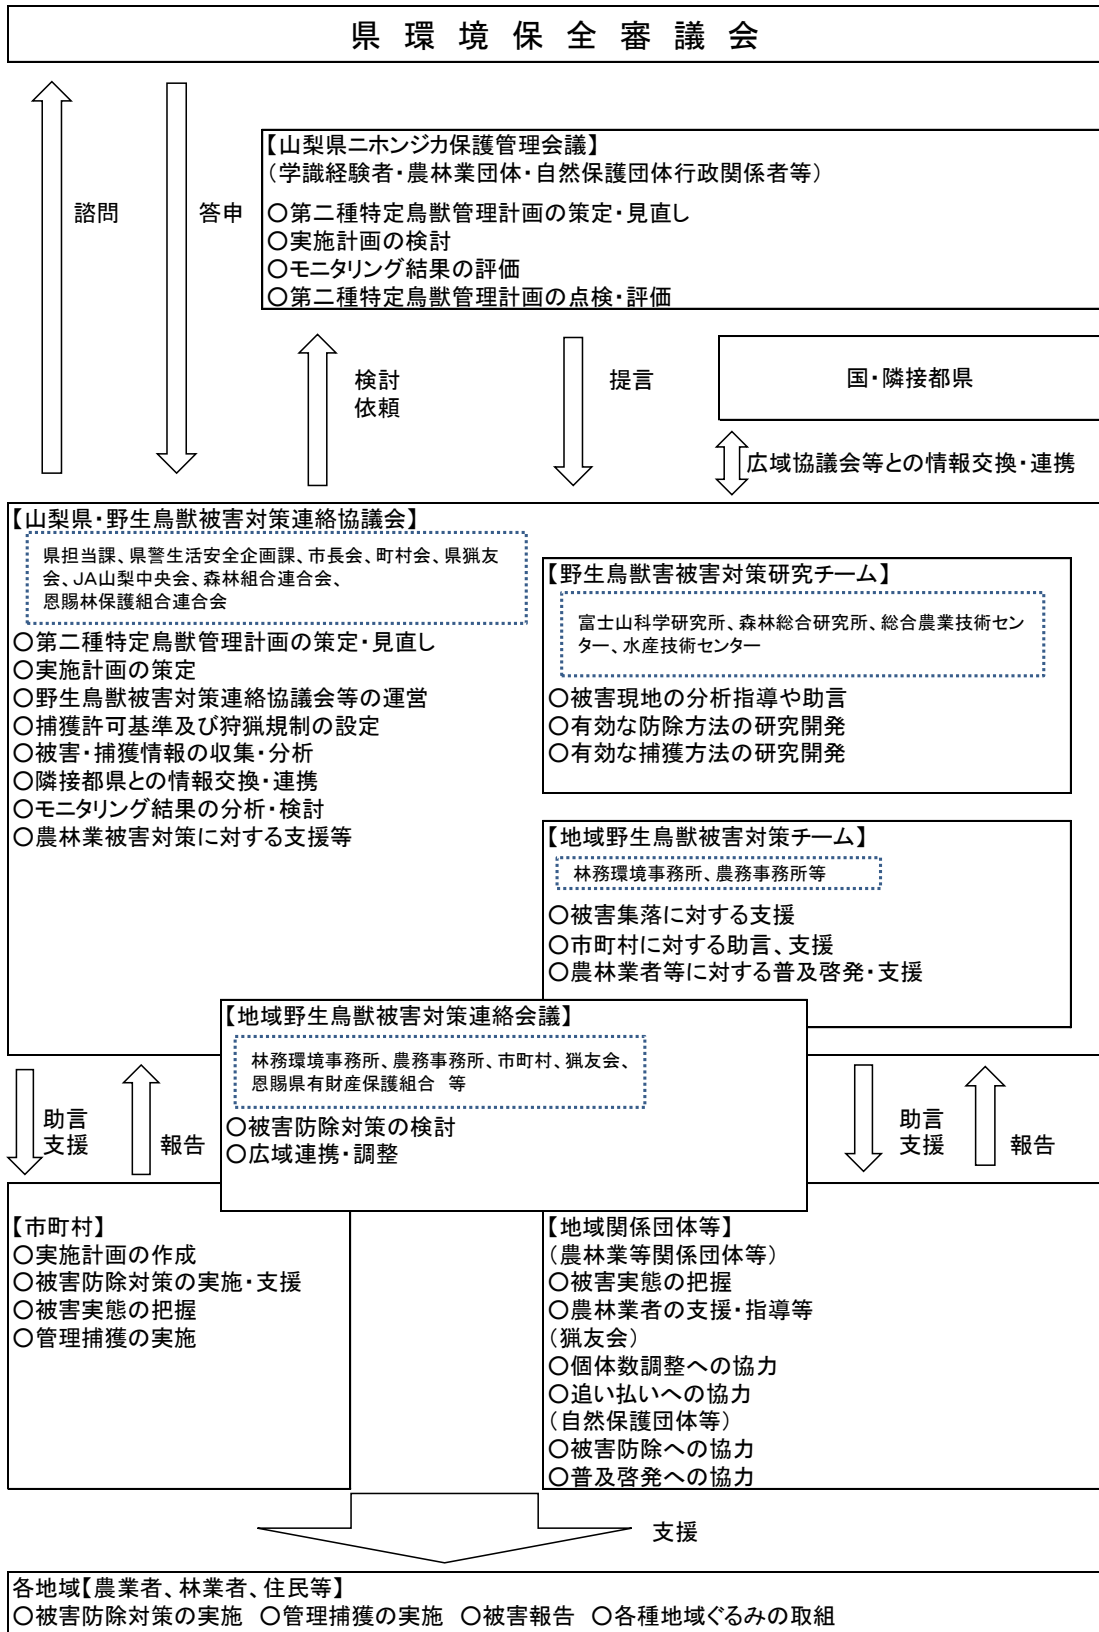 県環境保全審議会
諮問
答申
【山梨県ニホンジカ保護管理会議】
(学識経験者・農林業団体・自然保護団体行政関係者等)
○第二種特定鳥獣管理計画の策定・見直し
○実施計画の検討
○モニタリング結果の評価
○第二種特定鳥獣管理計画の点検・評価
検討
依頼
提言
国・隣接都県
広域協議会等との情報交換・連携
【山梨県・野生鳥獣被害対策連絡協議会】
県担当課、県警生活安全企画課、市長会、町村会、県猟友
会、JA山梨中央会、森林組合連合会、
恩賜林保護組合連合会
○第二種特定鳥獣管理計画の策定・見直し
○実施計画の策定
○野生鳥獣被害対策連絡協議会等の運営
○捕獲許可基準及び狩猟規制の設定
○被害・捕獲情報の収集・分析
○隣接都県との情報交換・連携
○モニタリング結果の分析・検討
○農林業被害対策に対する支援等
【野生鳥獣害被害対策研究チーム】
富士山科学研究所、森林総合研究所、総合農業技術セン
ター、水産技術センター
○被害現地の分析指導や助言
○有効な防除方法の研究開発
○有効な捕獲方法の研究開発
【地域野生鳥獣被害対策チーム】
林務環境事務所、農務事務所等
○被害集落に対する支援
○市町村に対する助言、支援
○農林業者等に対する普及啓発・支援
【地域野生鳥獣被害対策連絡会議】
林務環境事務所、農務事務所、市町村、猟友会、
恩賜県有財産保護組合 等
○被害防除対策の検討
○広域連携・調整
助言
支援
報告
助言
支援
報告
【市町村】
○実施計画の作成
○被害防除対策の実施・支援
○被害実態の把握
○管理捕獲の実施
【地域関係団体等】
(農林業等関係団体等)
○被害実態の把握
○農林業者の支援・指導等
(猟友会)
○個体数調整への協力
○追い払いへの協力
(自然保護団体等)
○被害防除への協力
○普及啓発への協力
支援
各地域【農業者、林業者、住民等】
○被害防除対策の実施 ○管理捕獲の実施 ○被害報告 ○各種地域ぐるみの取組